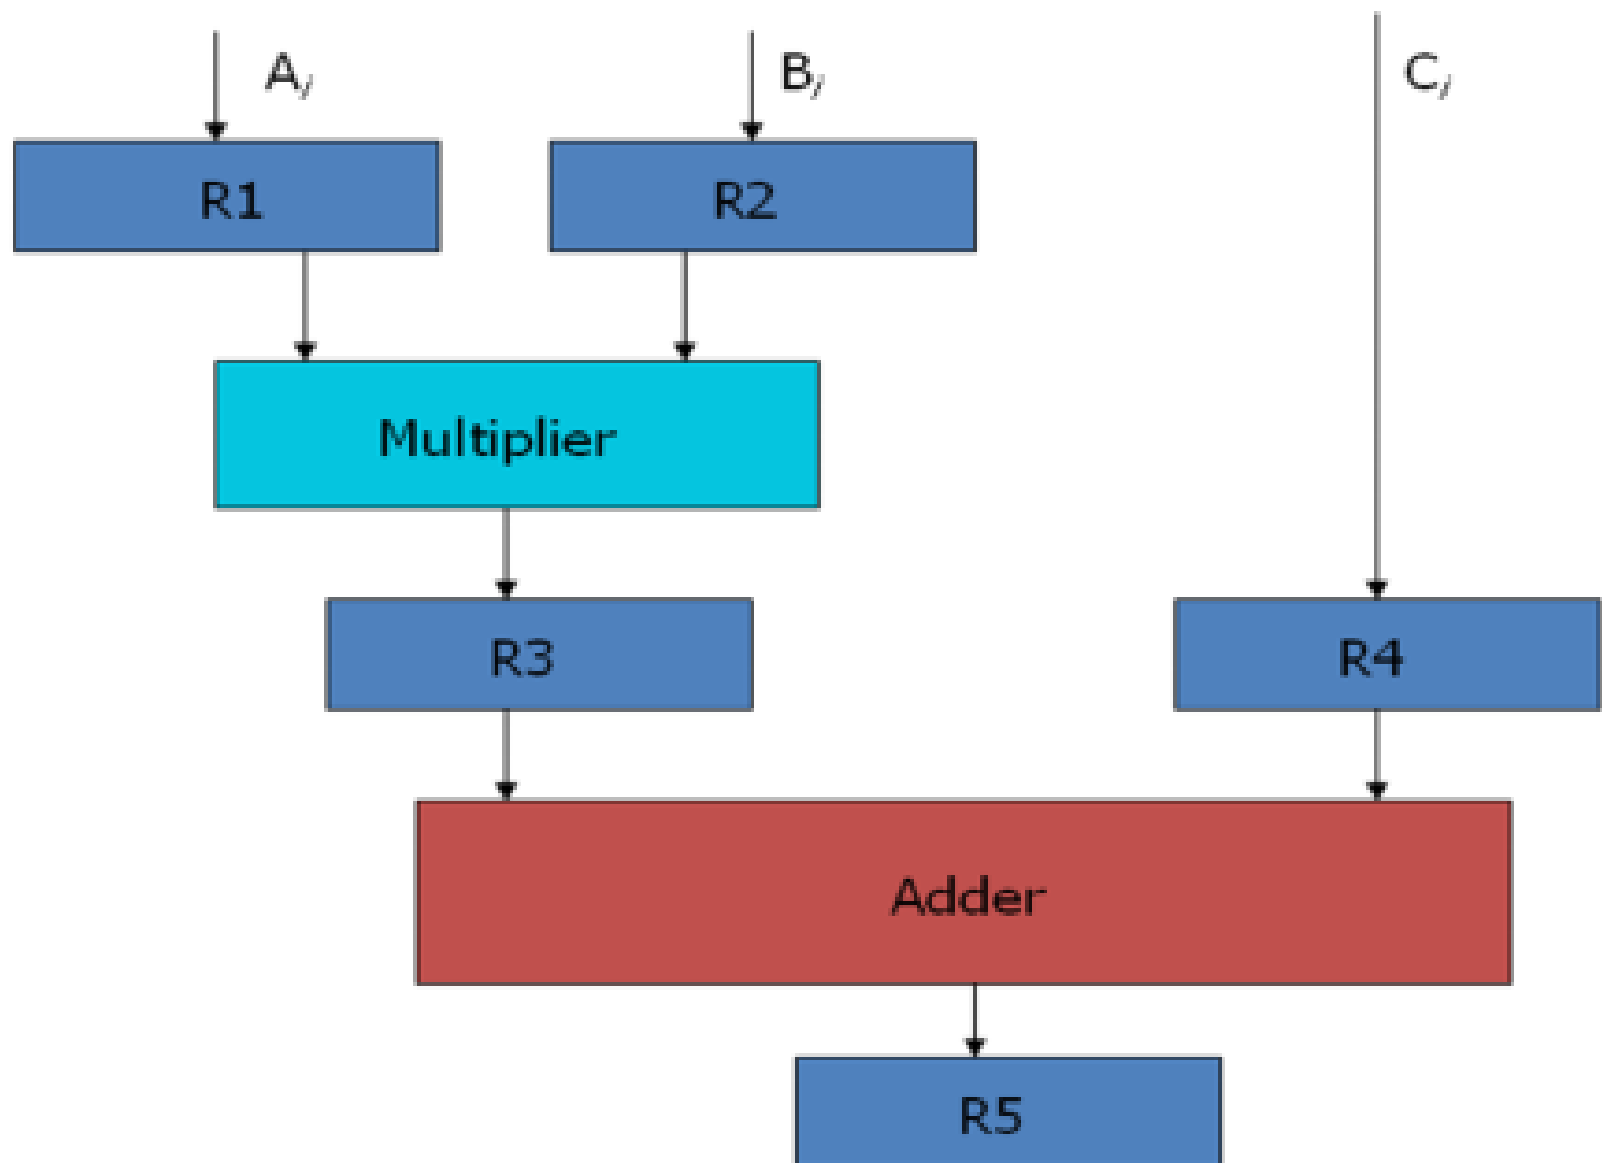 Aᵢ
Bᵢ
Cᵢ
R1
R2
Multiplier
R3
R4
Adder
R5